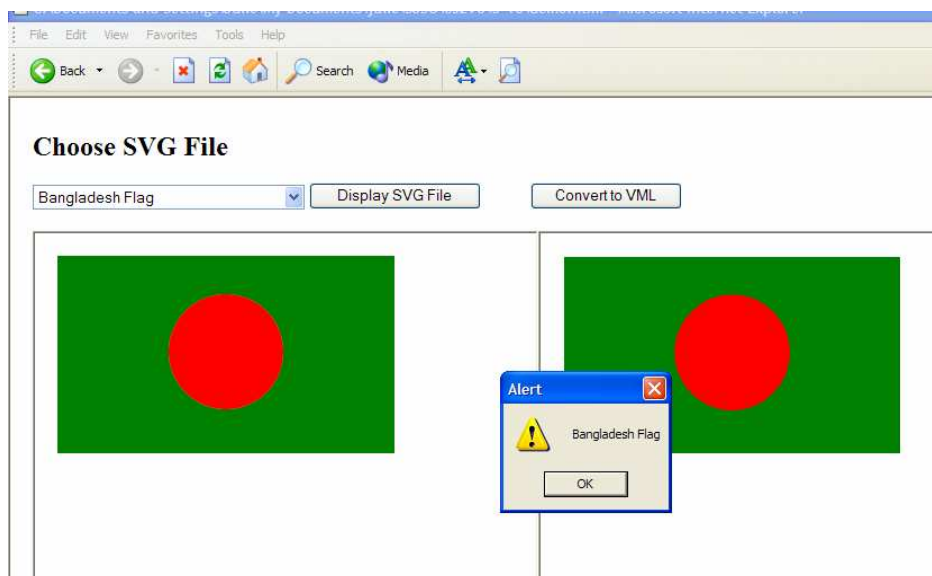 File Edit View Favorites Tools Help
Back Search Media
Choose SVG File
Bangladesh Flag Display SVG File Convert to VML
Alert
Bangladesh Flag
OK